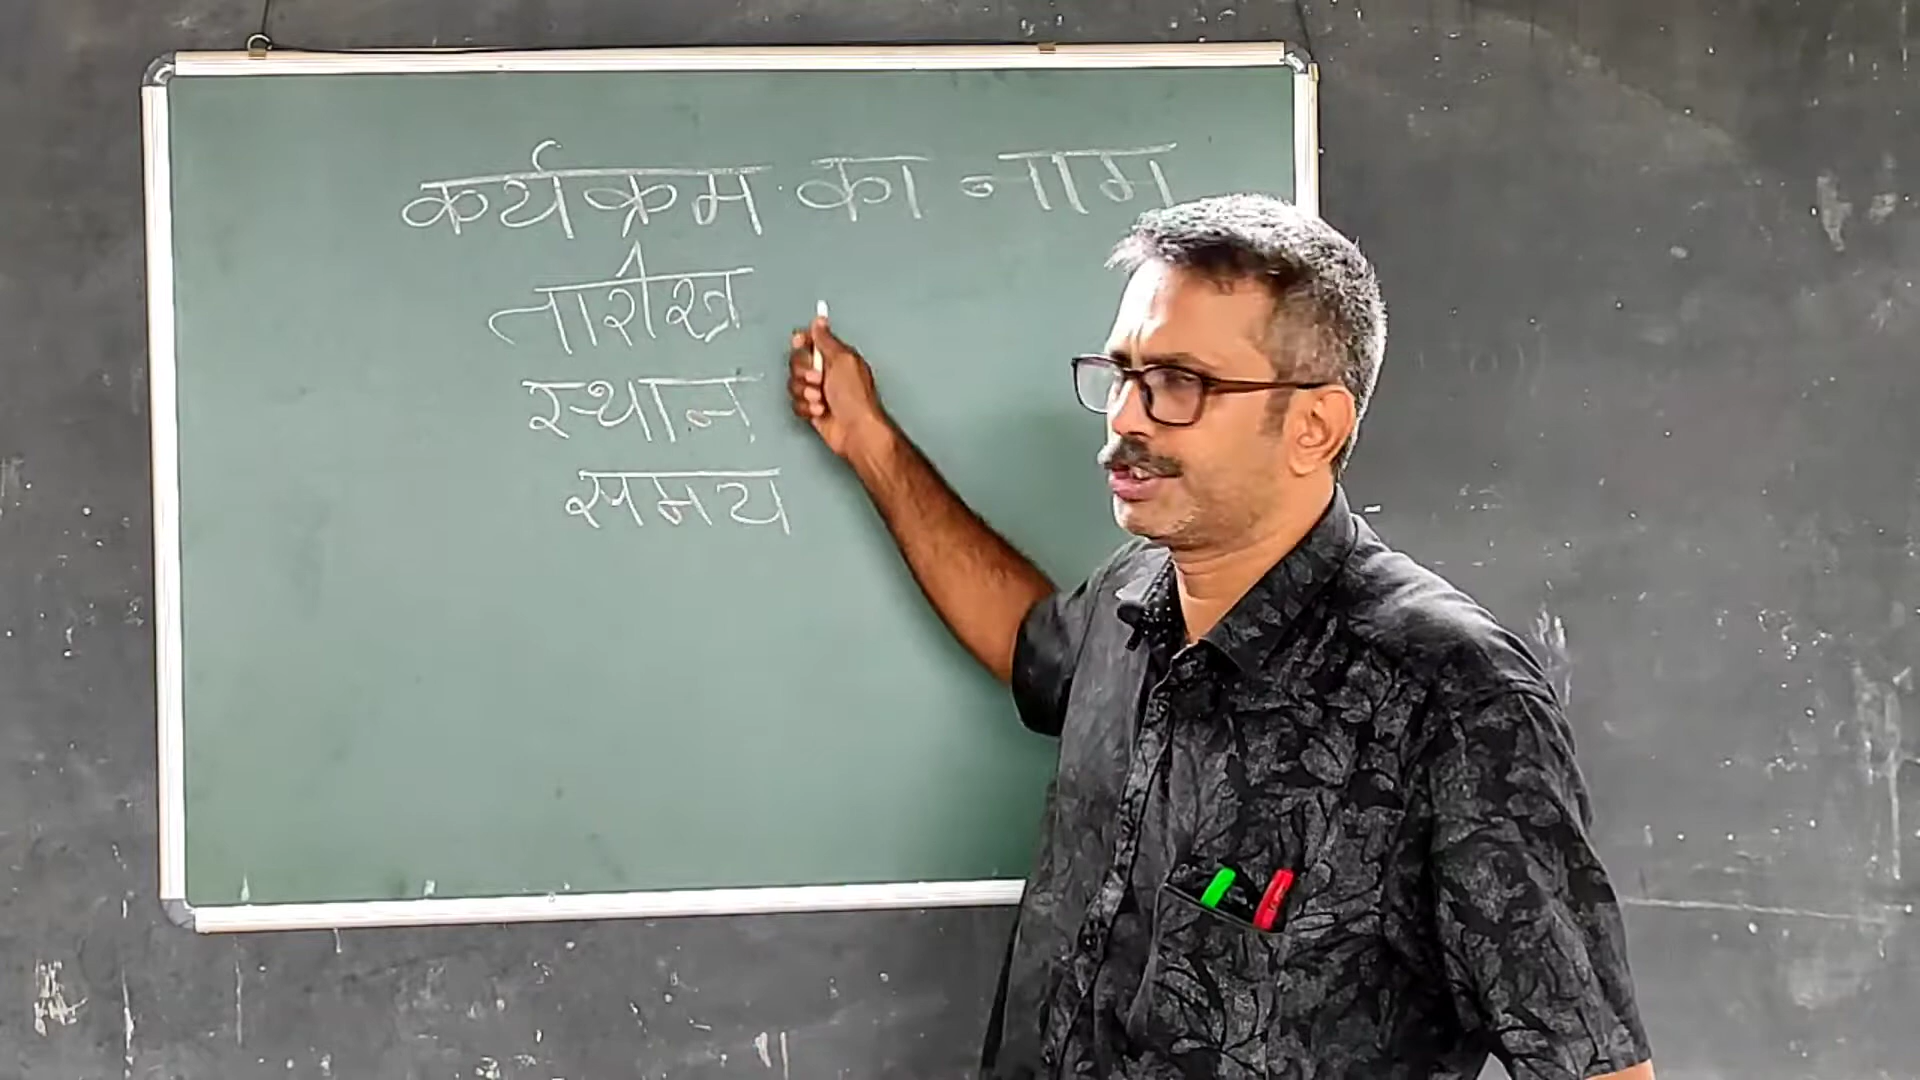 कर्यक्रम का नाम
तारीख
स्थान
समय